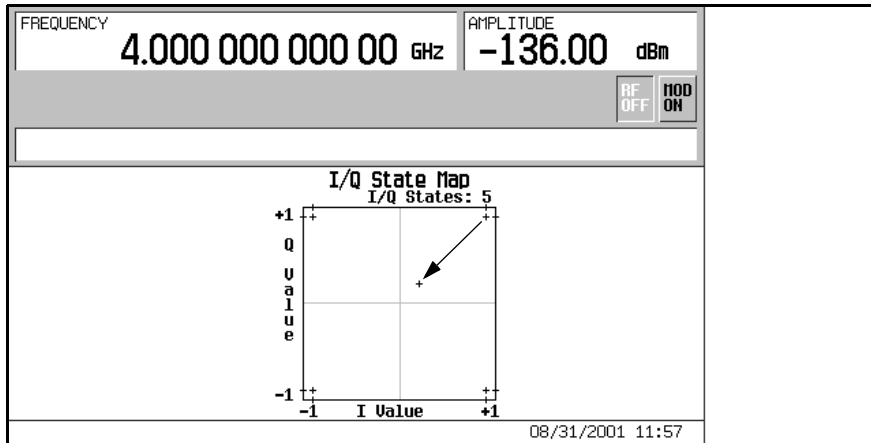 FREQUENCY
4.000 000 000 00 GHz
AMPLITUDE
-136.00 dBm
RF OFF
MOD ON
I/Q State Map
I/Q States: 5
+1
Q Value
-1
-1 I Value +1
08/31/2001 11:57